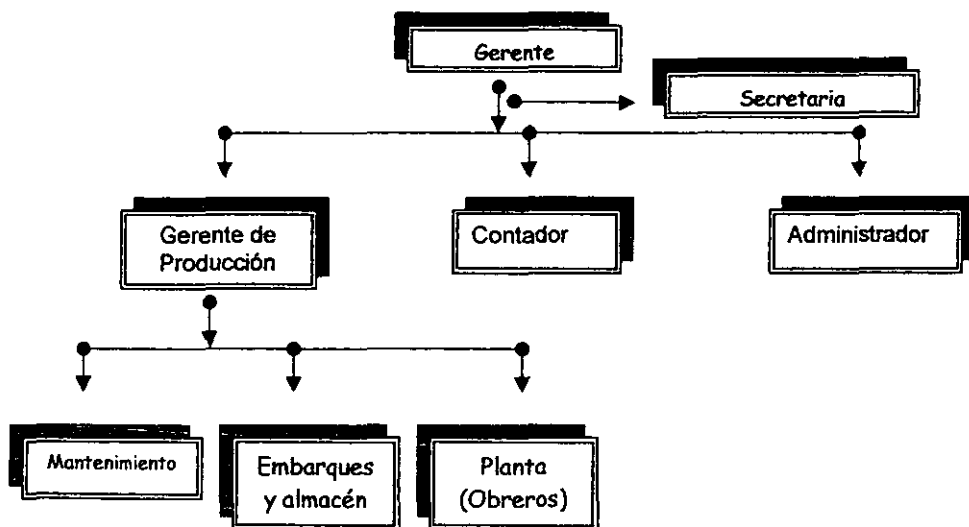 Gerente
Secretaria
Gerente de
Producción
Contador
Administrador
Mantenimiento
Embarques
y almacén
Planta
(Obreros)